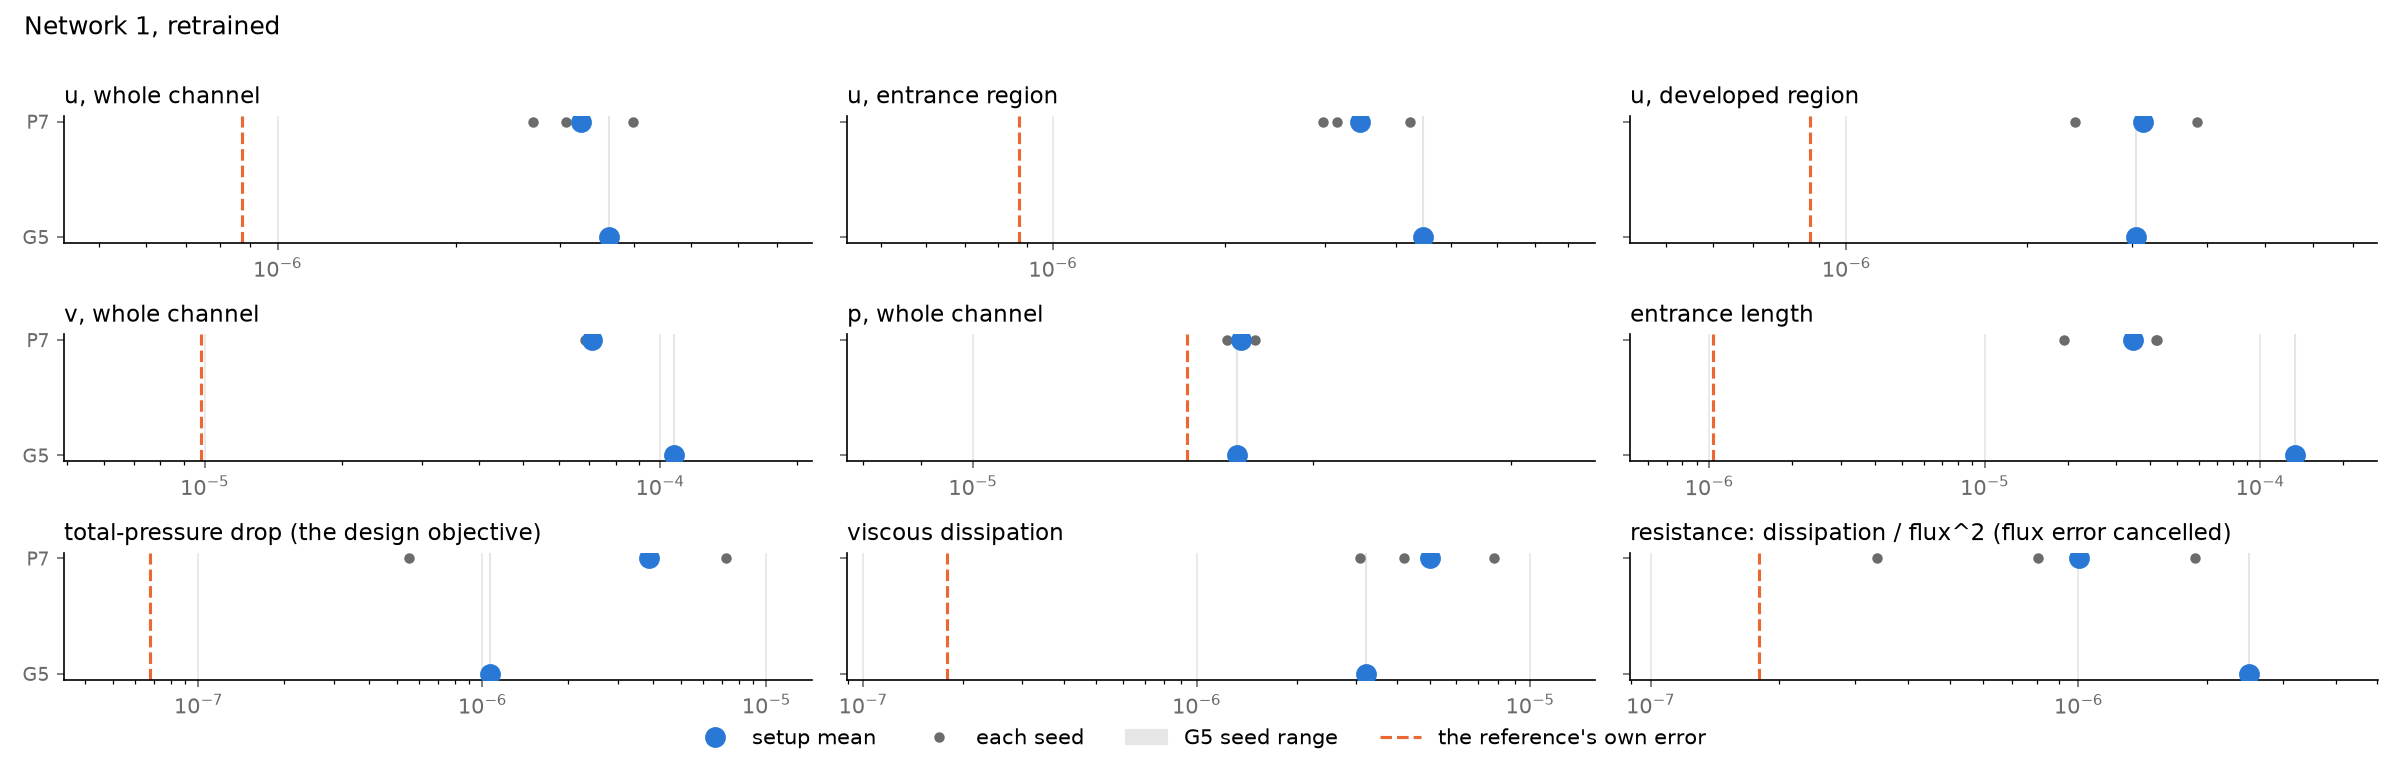 Network 1, retrained
u, whole channel
u, entrance region
u, developed region
P7
G5
10⁻⁶
10⁻⁶
10⁻⁶
v, whole channel
p, whole channel
entrance length
P7
G5
10⁻⁵
10⁻⁴
10⁻⁵
10⁻⁶
10⁻⁵
10⁻⁴
total-pressure drop (the design objective)
viscous dissipation
resistance: dissipation / flux^2 (flux error cancelled)
P7
G5
10⁻⁷
10⁻⁶
10⁻⁵
10⁻⁷
10⁻⁶
10⁻⁵
10⁻⁷
10⁻⁶
setup mean
each seed
G5 seed range
the reference's own error